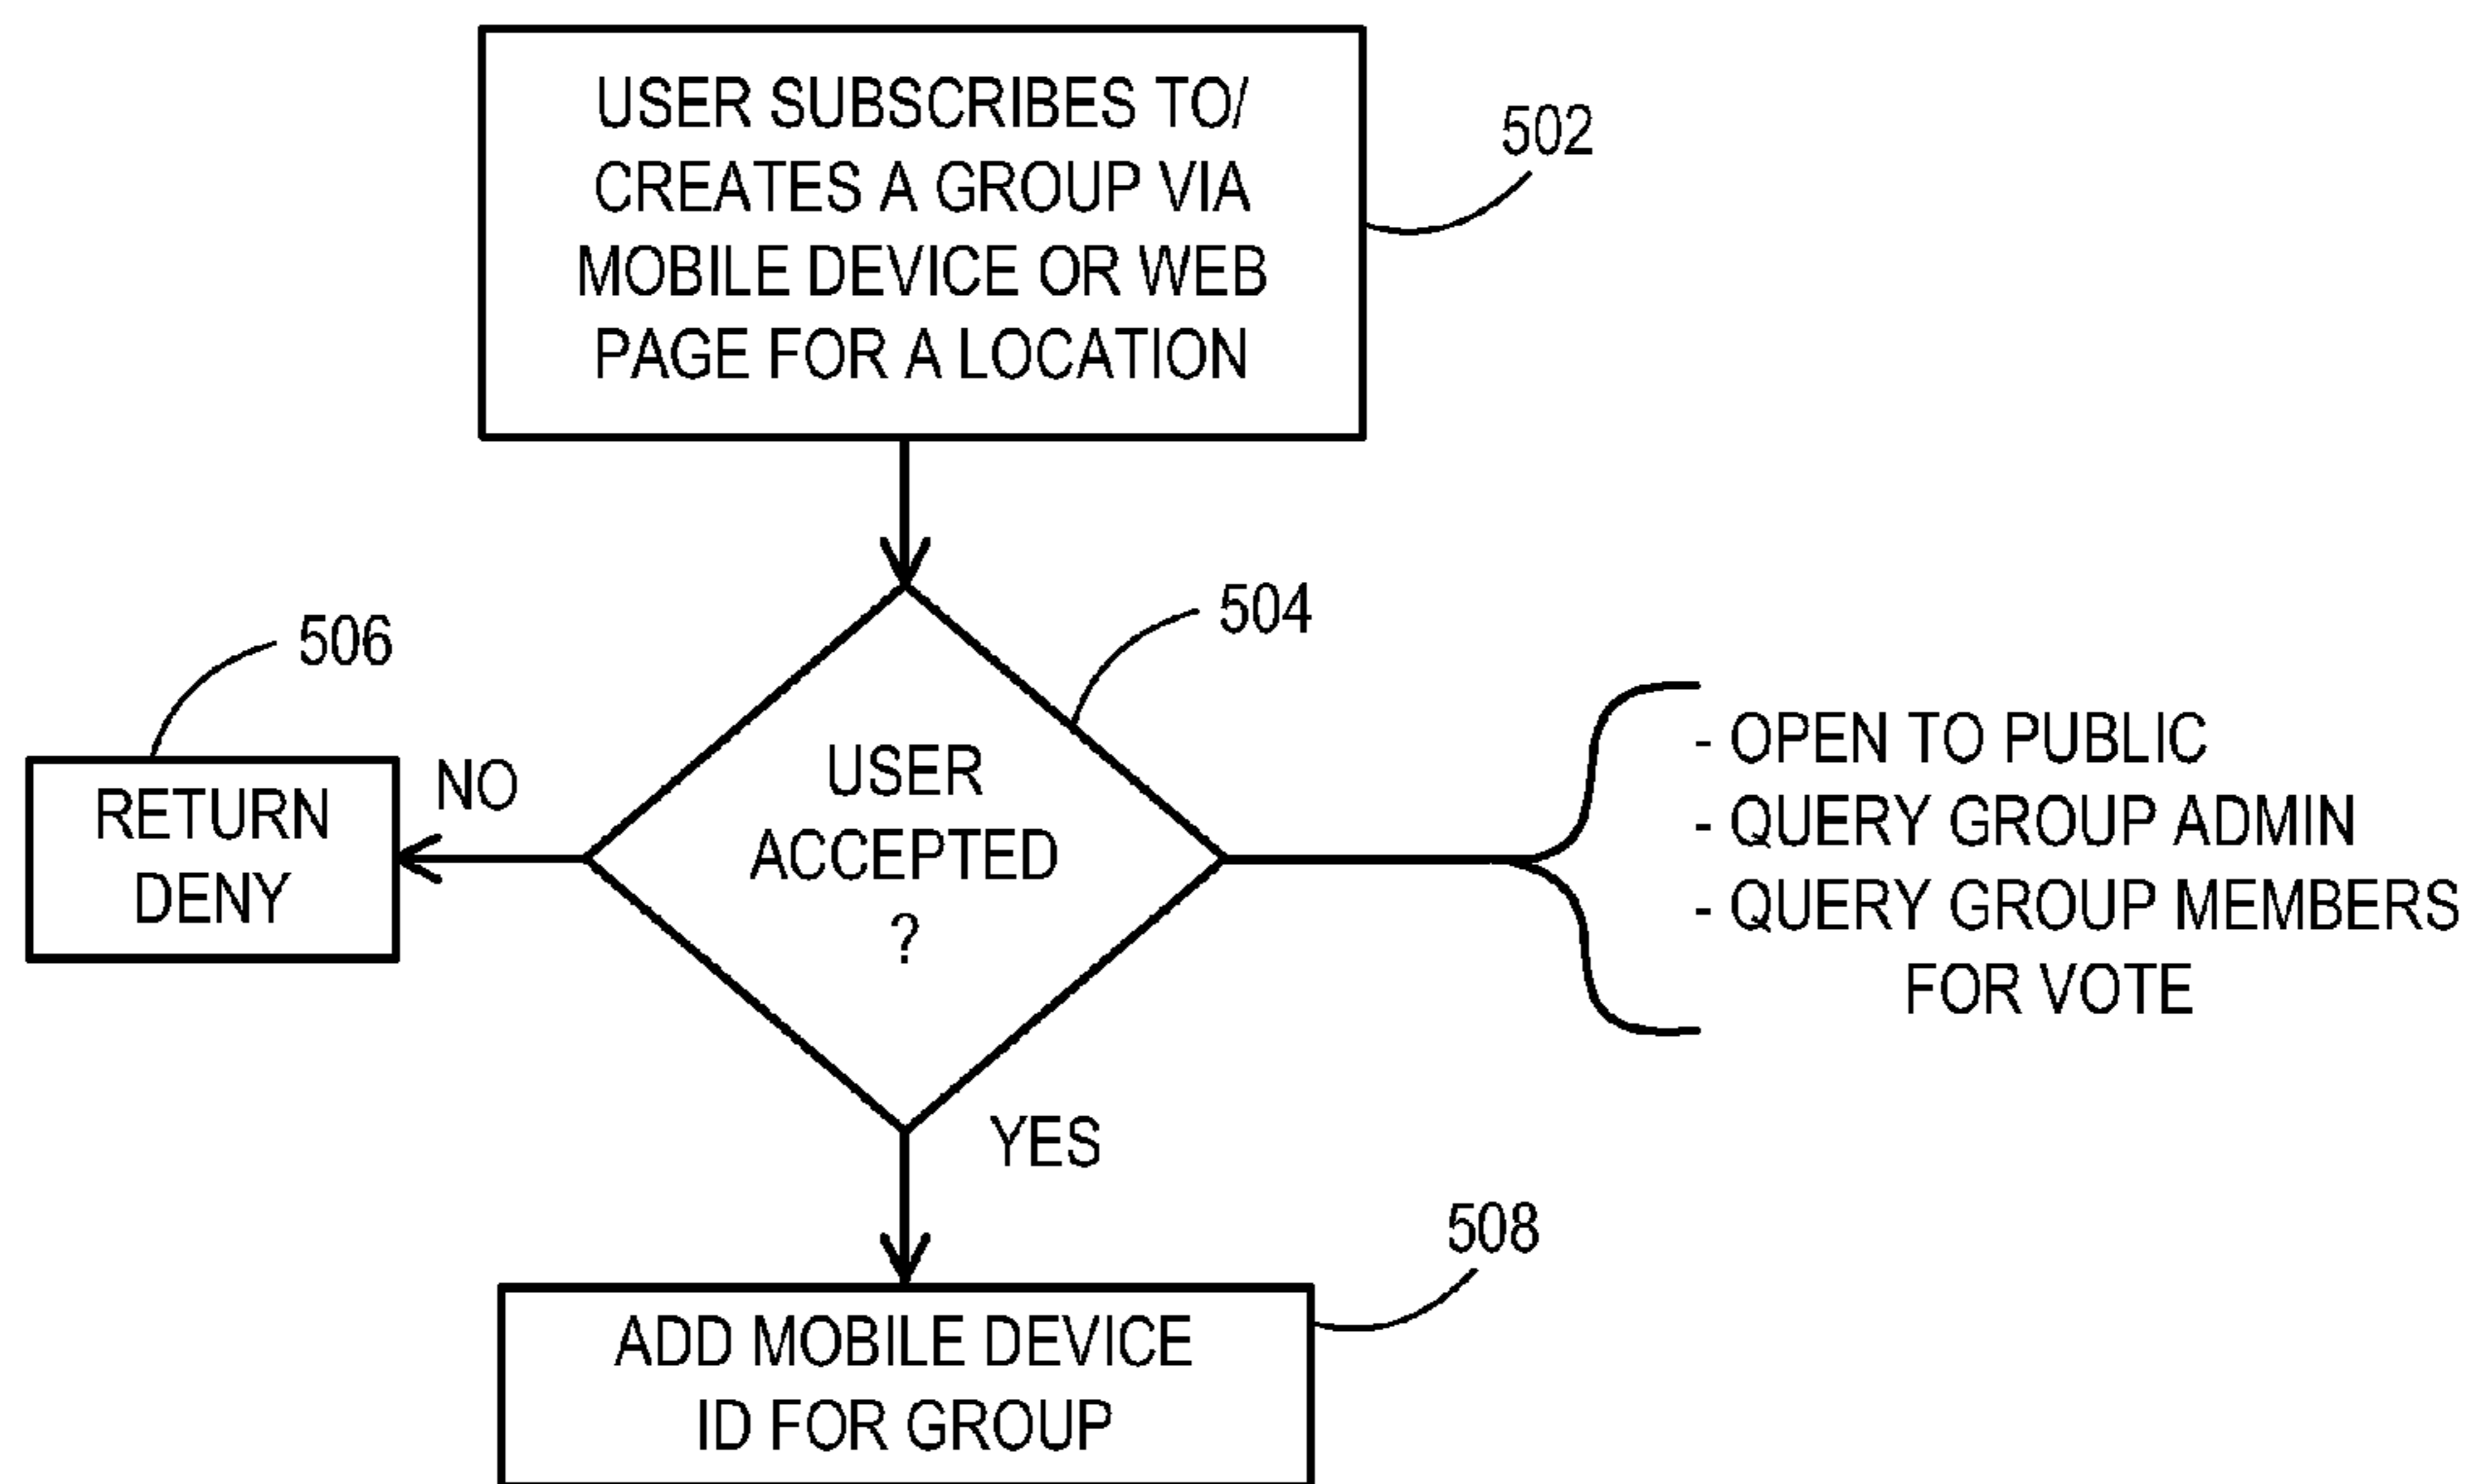 USER SUBSCRIBES TO/
CREATES A GROUP VIA
MOBILE DEVICE OR WEB
PAGE FOR A LOCATION
502
504
506
NO
RETURN
DENY
USER
ACCEPTED
?
- OPEN TO PUBLIC
- QUERY GROUP ADMIN
- QUERY GROUP MEMBERS
FOR VOTE
YES
508
ADD MOBILE DEVICE
ID FOR GROUP